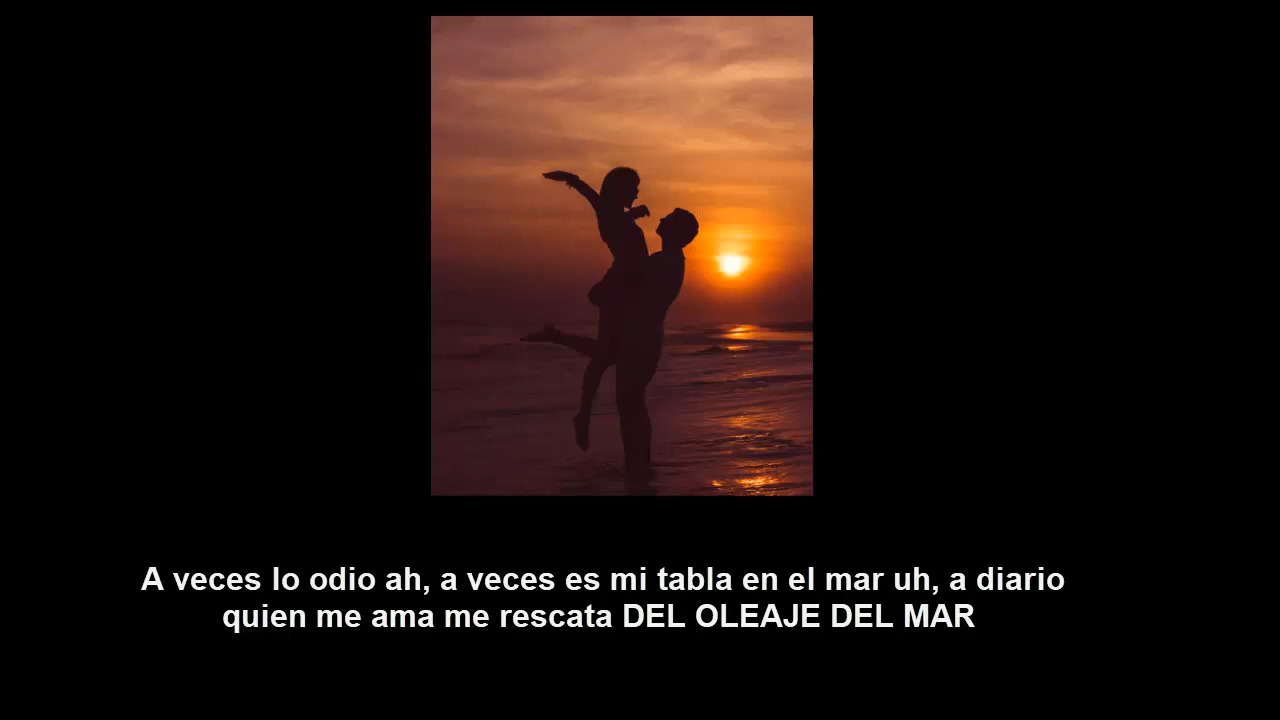 A veces lo odio ah, a veces es mi tabla en el mar uh, a diario
quien me ama me rescata DEL OLEAJE DEL MAR